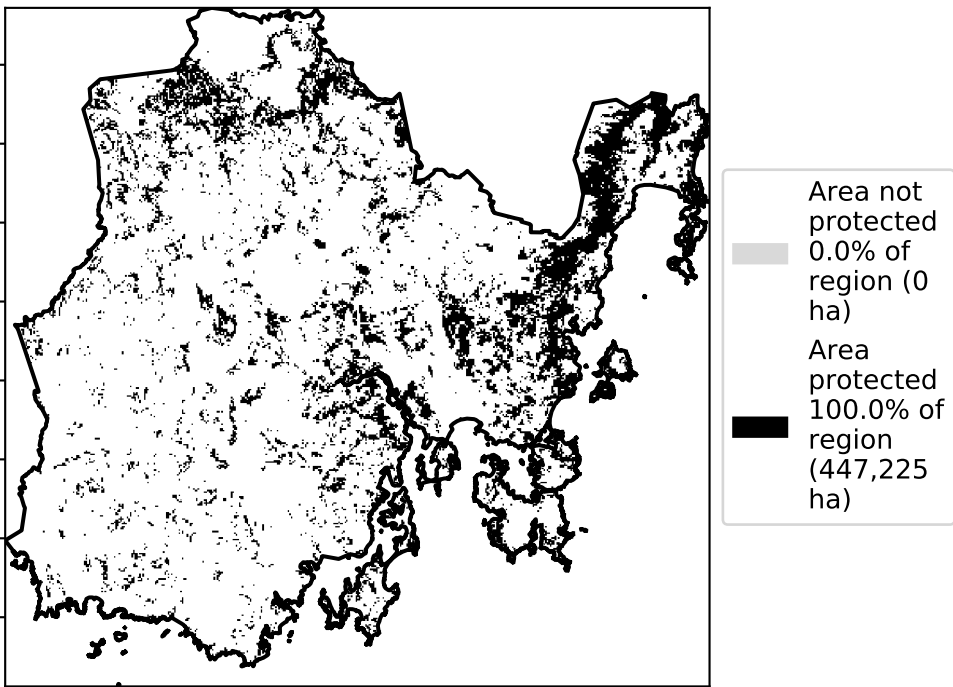 Area not
protected
0.0% of
region (0
ha)
Area
protected
100.0% of
region
(447,225
ha)